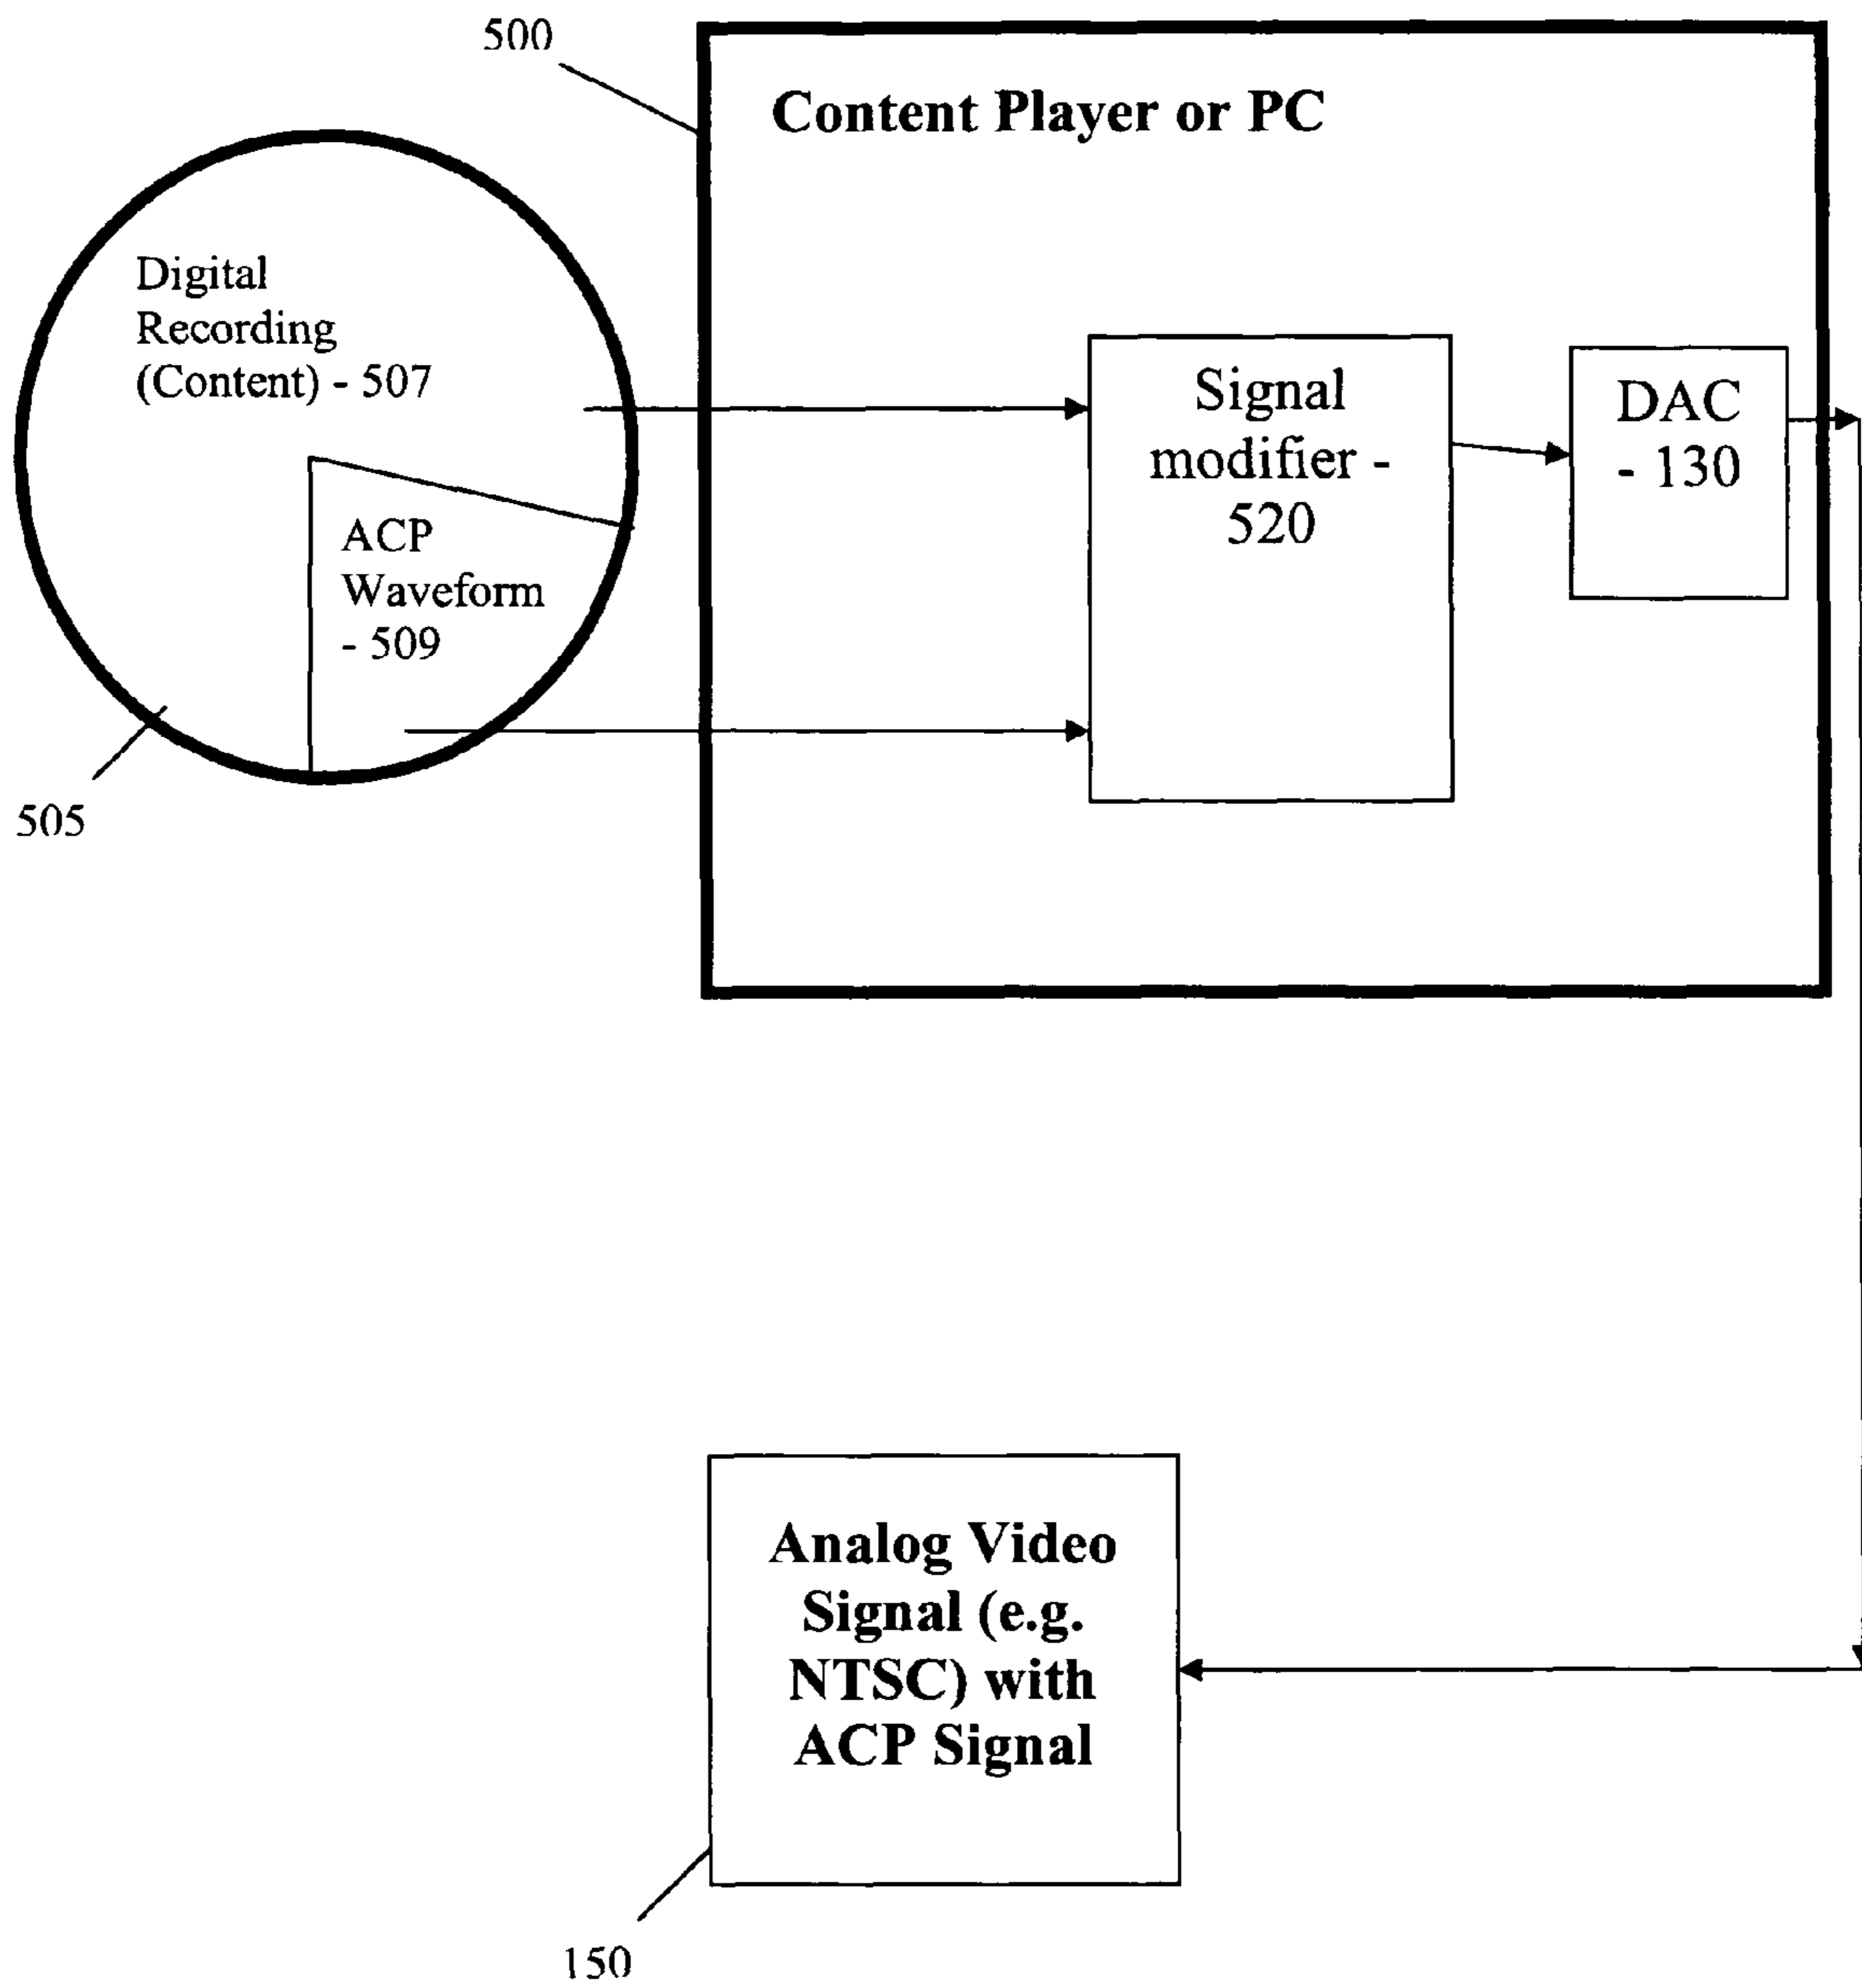 500
Content Player or PC
Digital
Recording
(Content) - 507
Signal
modifier -
520
DAC
- 130
ACP
Waveform
- 509
505
Analog Video
Signal (e.g.
NTSC) with
ACP Signal
150